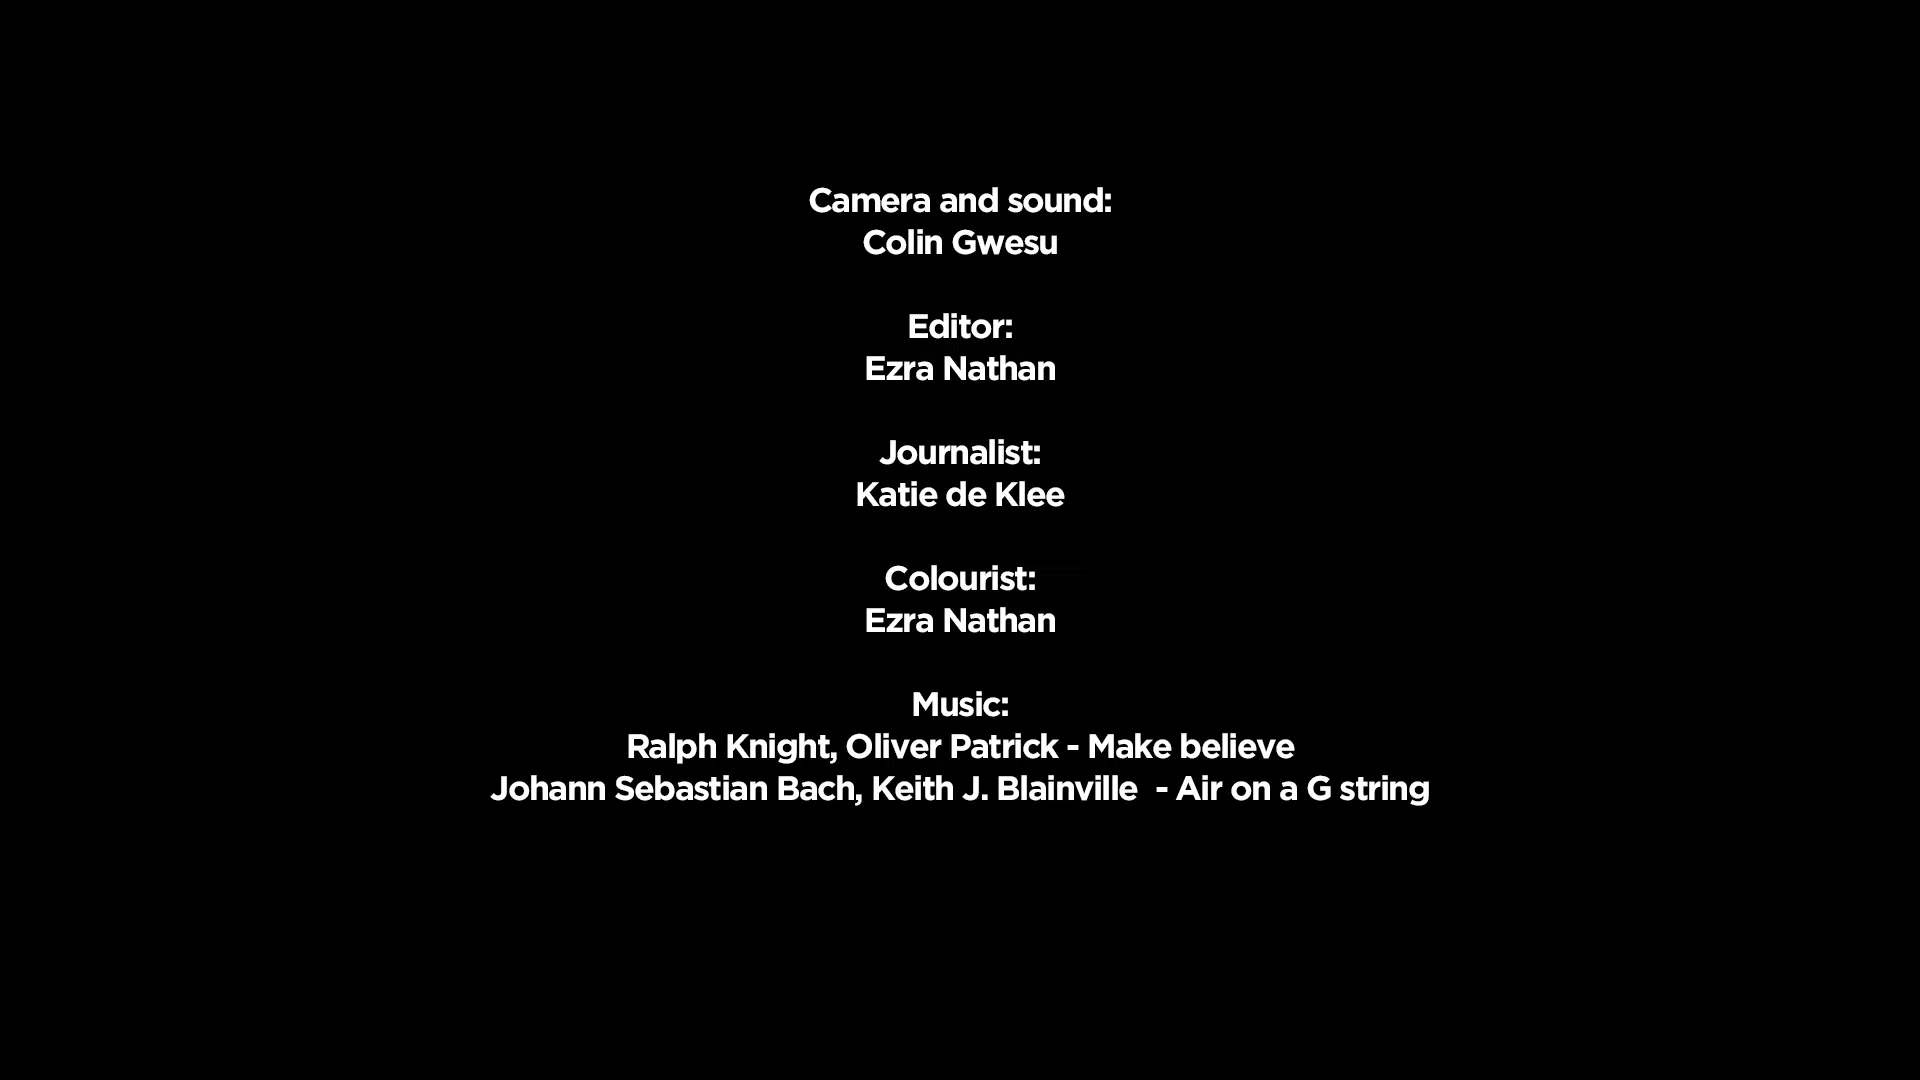 Camera and sound:
Colin Gwesu
Editor:
Ezra Nathan
Journalist:
Katie de Klee
Colourist:
Ezra Nathan
Music:
Ralph Knight, Oliver Patrick - Make believe
Johann Sebastian Bach, Keith J. Blainville  - Air on a G string